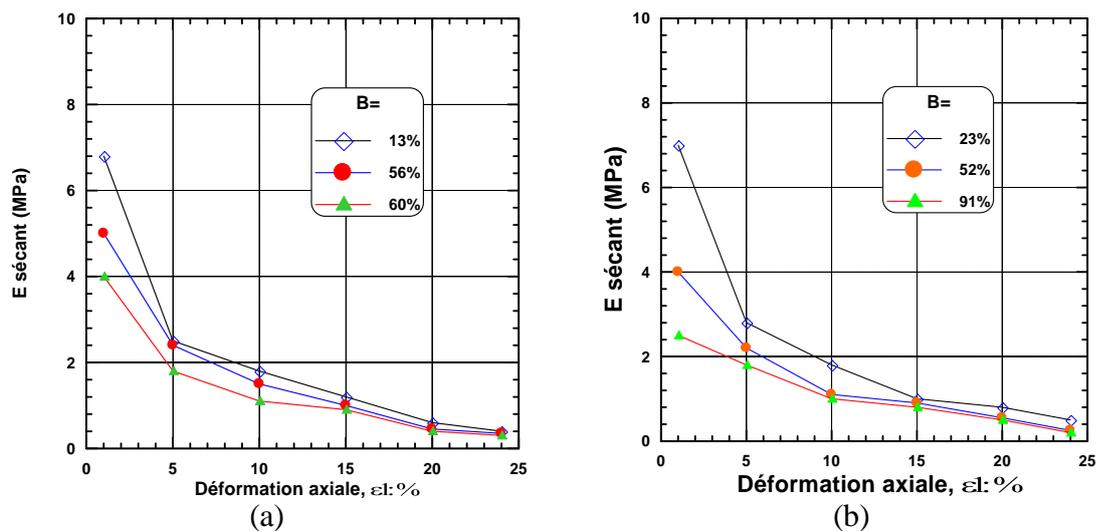 10
8
6
4
2
0
E sécant (MPa)
B=
13%
56%
60%
0 5 10 15 20 25
Déformation axiale, εl:%
(a)
10
8
6
4
2
0
E sécant (MPa)
B=
23%
52%
91%
0 5 10 15 20 25
Déformation axiale, εl:%
(b)